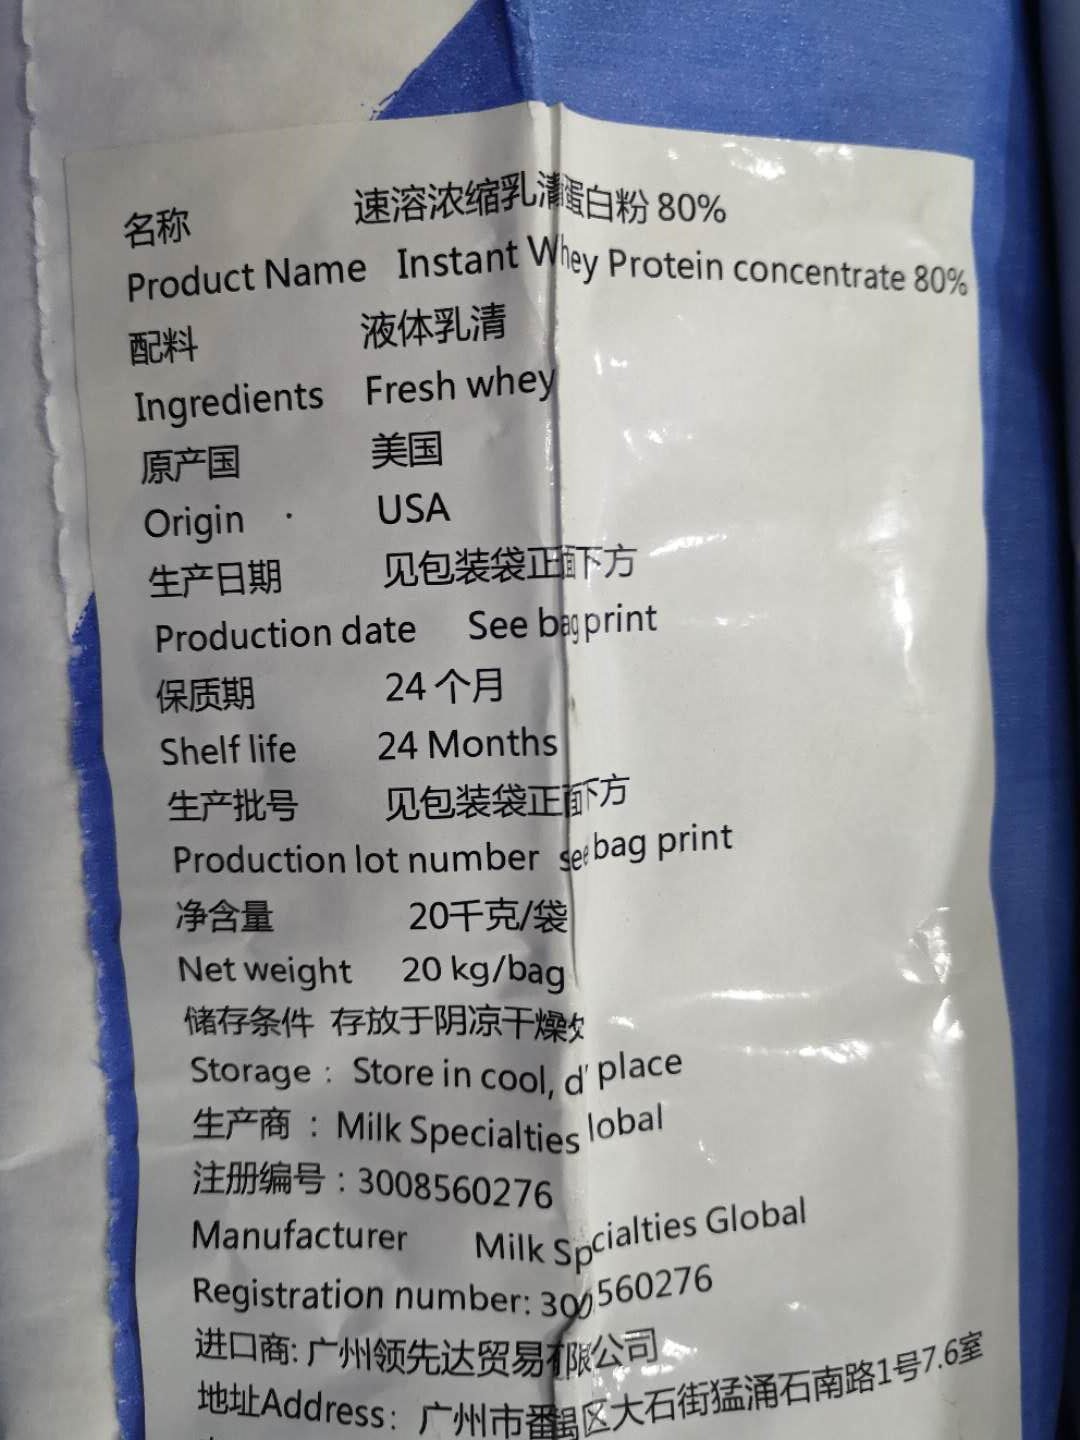 名称 速溶浓缩乳清蛋白粉 80%
Product Name Instant Whey Protein concentrate 80%
配料 液体乳清
Ingredients Fresh whey
原产国 美国
Origin USA
生产日期 见包装袋正面下方
Production date See bag print
保质期 24 个月
Shelf life 24 Months
生产批号 见包装袋正面下方
Production lot number see bag print
净含量 20千克/袋
Net weight 20 kg/bag
储存条件 存放于阴凉干燥
Storage: Store in cool, place
生产商：Milk Specialties lobal
注册编号：3008560276
Manufacturer Milk Specialties Global
Registration number: 3008560276
进口商: 广州领先达贸易有限公司
地址Address: 广州市番禺区大石街猛涌石南路1号7.6室